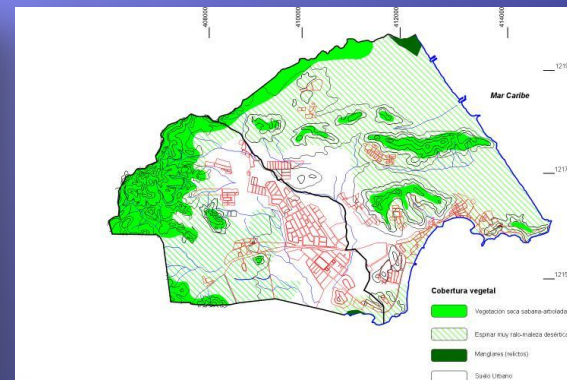 408000
410000
412000
414000
1219
Mar Caribe
1217
1215
Cobertura vegetal
Vegetación seca sabana-arbolada
Espinar muy ralo-maleza desértica
Manglares (relictos)
Suelo Urbano